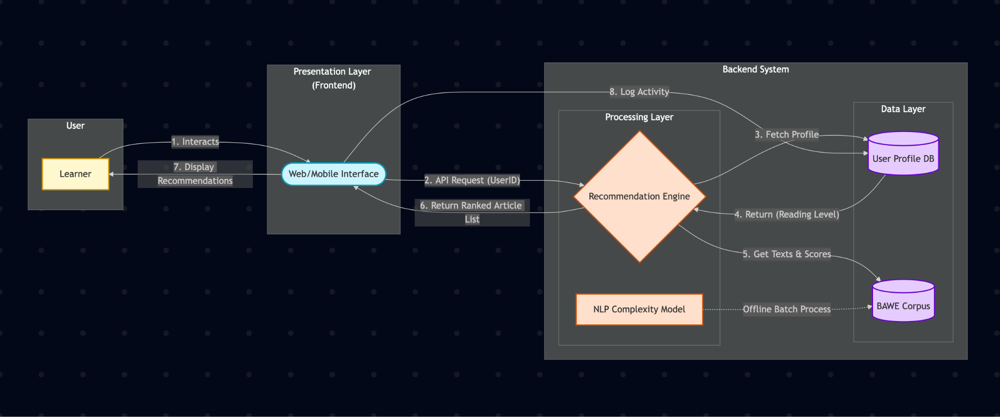 Backend System
Presentation Layer
(Frontend)
8. Log Activity
Data Layer
Processing Layer
User
3. Fetch Profile
1. Interacts
User Profile DB
7. Display
Recommendations
Learner
Web/Mobile Interface
2. API Request (UserID)
Recommendation Engine
6. Return Ranked Article
List
4. Return (Reading Level)
5. Get Texts & Scores
NLP Complexity Model
Offline Batch Process
BAWE Corpus